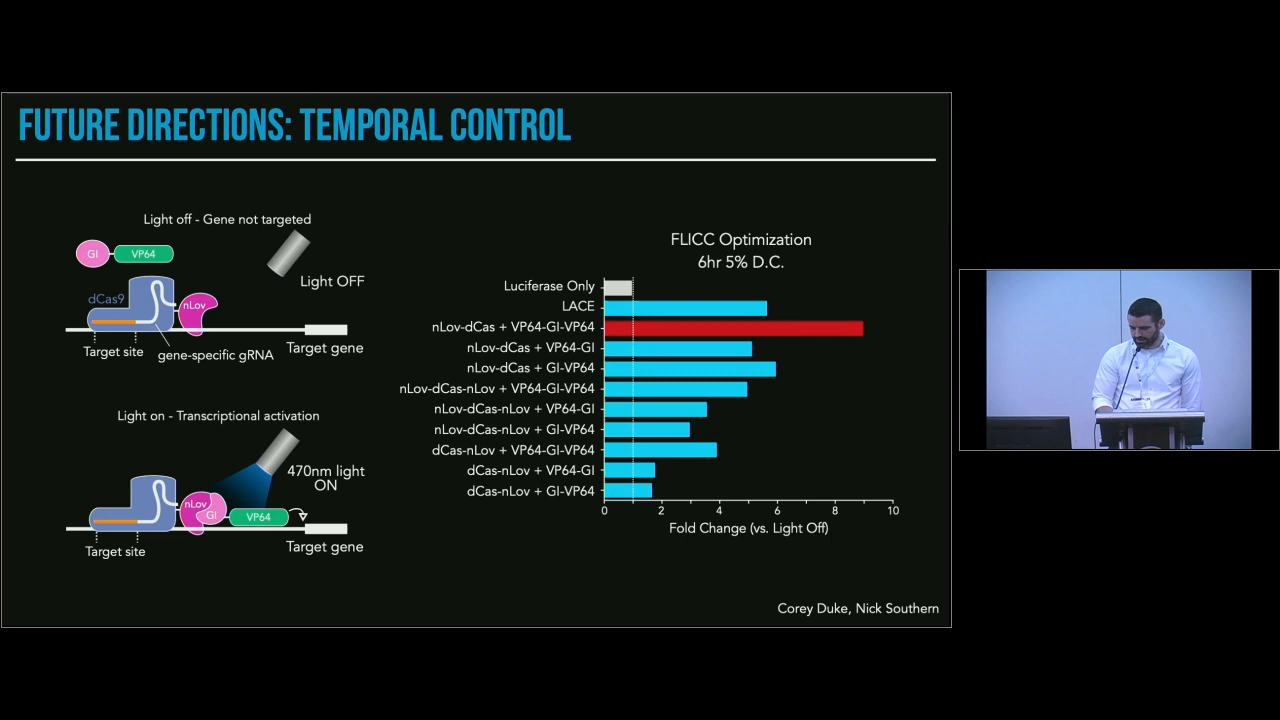 FUTURE DIRECTIONS: TEMPORAL CONTROL
Light off - Gene not targeted
GI
VP64
Light OFF
dCas9
nLov
Target site
gene-specific gRNA
Target gene
Light on - Transcriptional activation
470nm light
ON
nLov
GI
VP64
Target site
Target gene
FLICC Optimization
6hr 5% D.C.
Luciferase Only
LACE
nLov-dCas + VP64-GI-VP64
nLov-dCas + VP64-GI
nLov-dCas + GI-VP64
nLov-dCas-nLov + VP64-GI-VP64
nLov-dCas-nLov + VP64-GI
nLov-dCas-nLov + GI-VP64
dCas-nLov + VP64-GI-VP64
dCas-nLov + VP64-GI
dCas-nLov + GI-VP64
0 2 4 6 8 10
Fold Change (vs. Light Off)
Corey Duke, Nick Southern